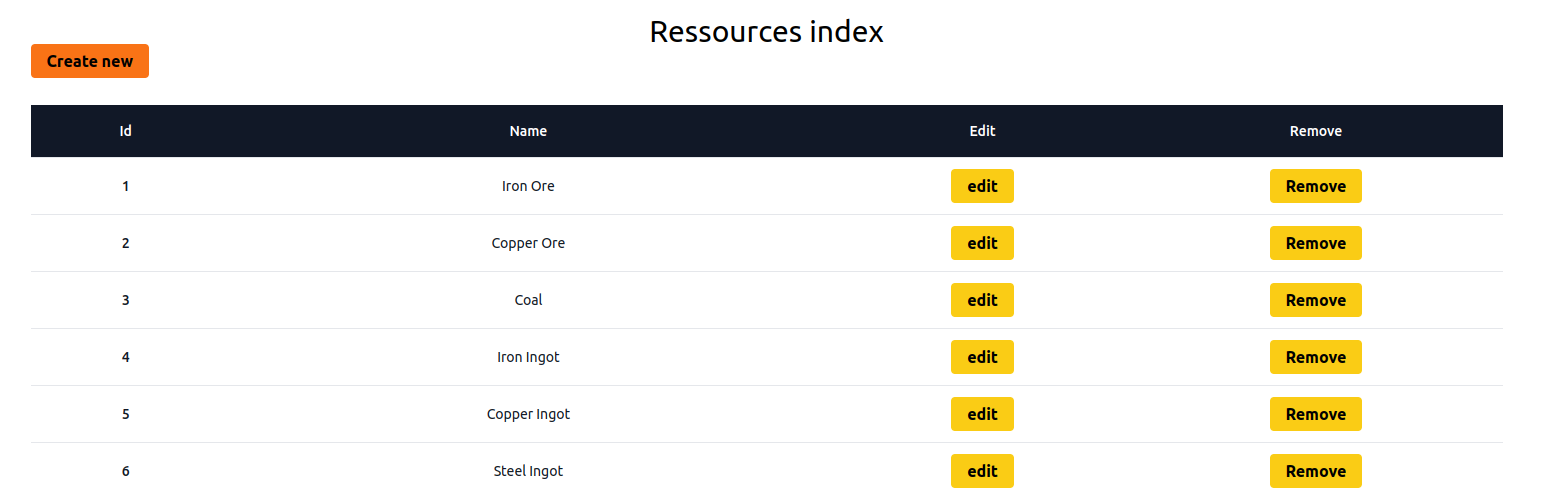 Ressources index
Create new
Id Name Edit Remove
1 Iron Ore edit Remove
2 Copper Ore edit Remove
3 Coal edit Remove
4 Iron Ingot edit Remove
5 Copper Ingot edit Remove
6 Steel Ingot edit Remove